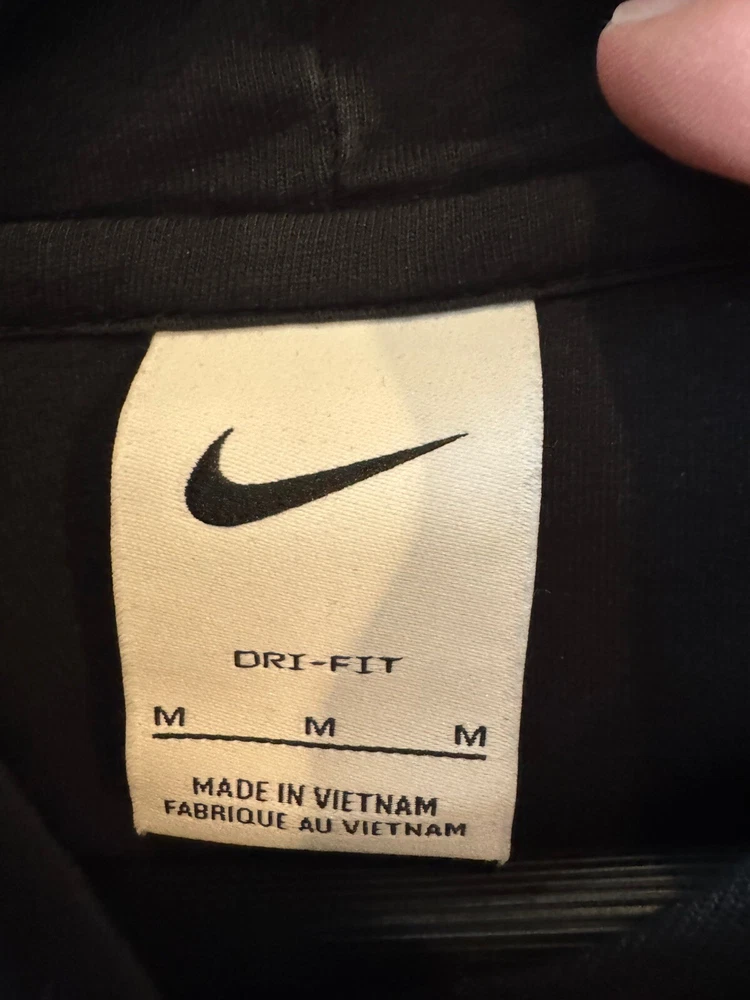 DRI-FIT
M M M
MADE IN VIETNAM
FABRIQUE AU VIETNAM